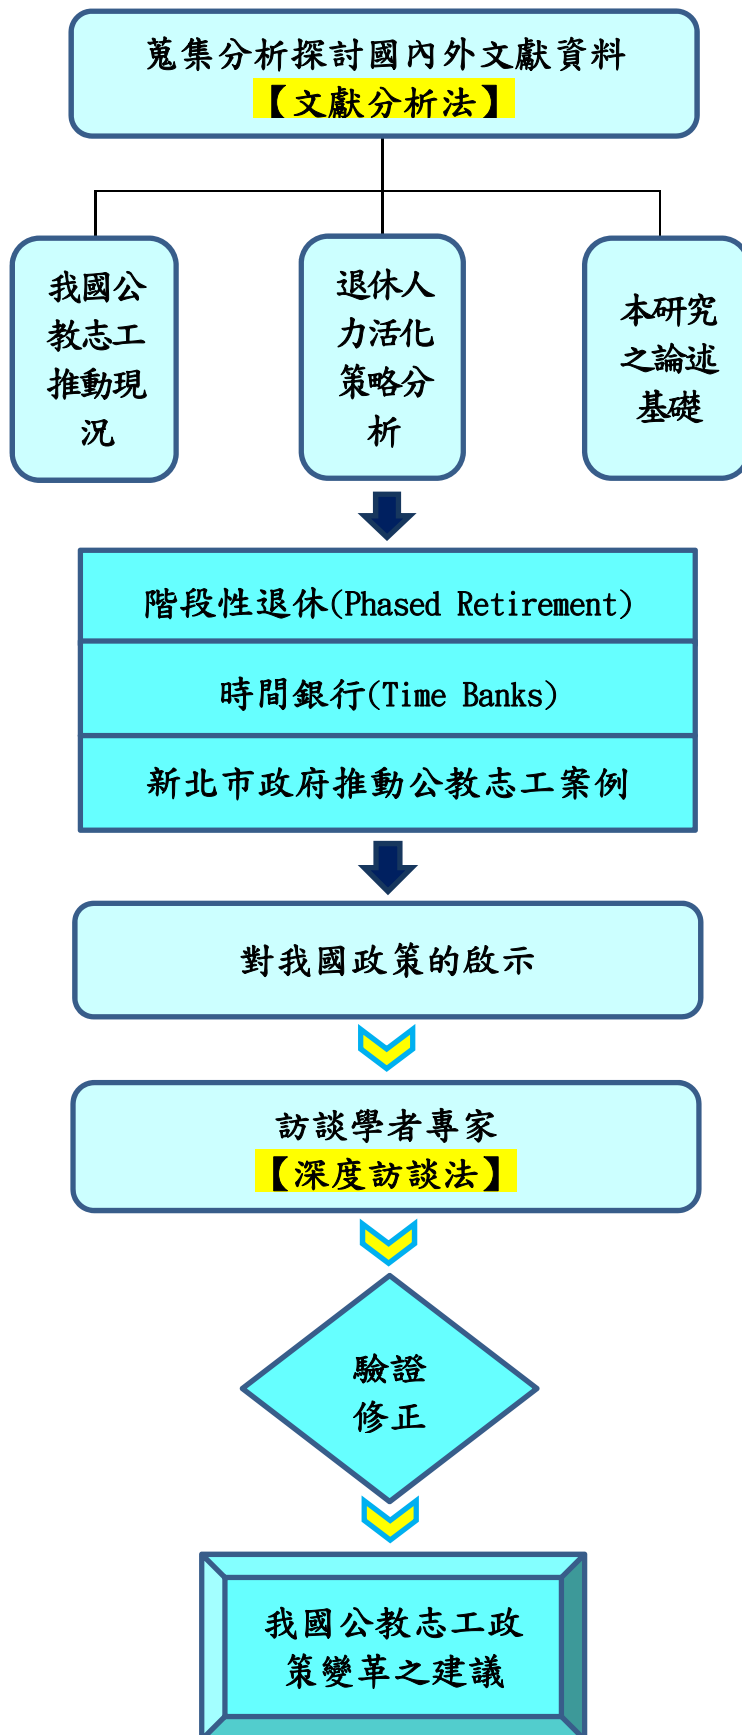 蒐集分析探討國內外文獻資料
【文獻分析法】
我國公
教志工
推動現
況
退休人
力活化
策略分
析
本研究
之論述
基礎
階段性退休(Phased Retirement)
時間銀行(Time Banks)
新北市政府推動公教志工案例
對我國政策的啟示
訪談學者專家
【深度訪談法】
驗證
修正
我國公教志工政
策變革之建議